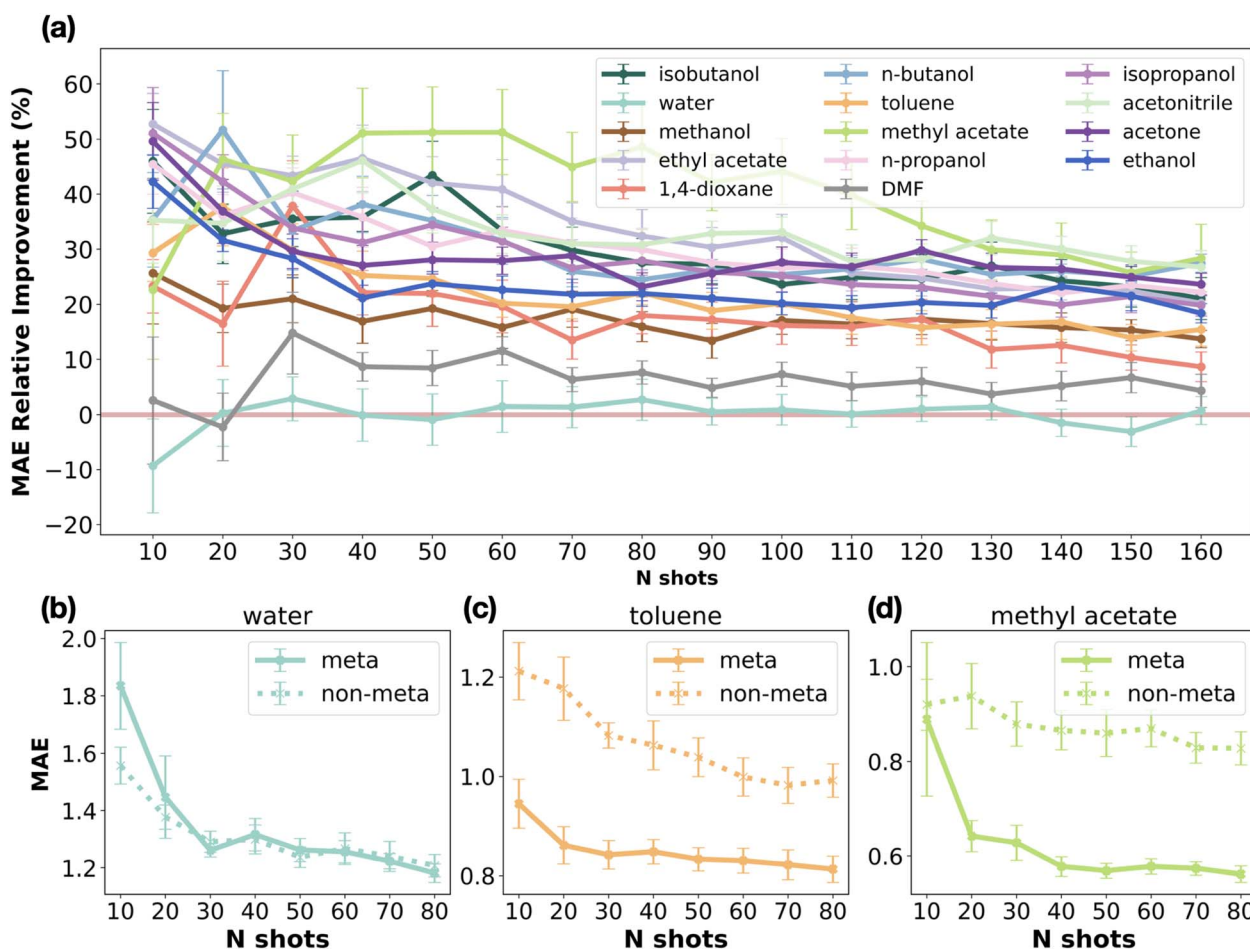 (a)
MAE Relative Improvement (%)
60
50
40
30
20
10
0
−10
−20
isobutanol n-butanol isopropanol
water toluene acetonitrile
methanol methyl acetate acetone
ethyl acetate n-propanol ethanol
1,4-dioxane DMF
10 20 30 40 50 60 70 80 90 100 110 120 130 140 150 160
N shots
(b) water
MAE
2.0
1.8
1.6
1.4
1.2
meta
non-meta
10 20 30 40 50 60 70 80
N shots
(c) toluene
1.2
1.0
0.8
meta
non-meta
10 20 30 40 50 60 70 80
N shots
(d) methyl acetate
1.0
0.8
0.6
meta
non-meta
10 20 30 40 50 60 70 80
N shots